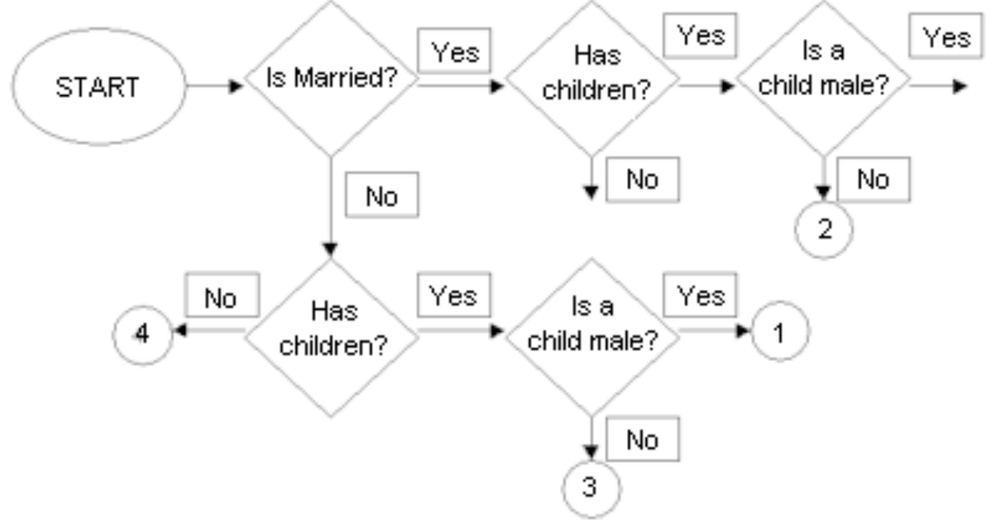 START
Is Married?
Yes
Has
children?
Yes
Is a
child male?
Yes
No
No
No
2
4
No
Has
children?
Yes
Is a
child male?
Yes
1
No
3